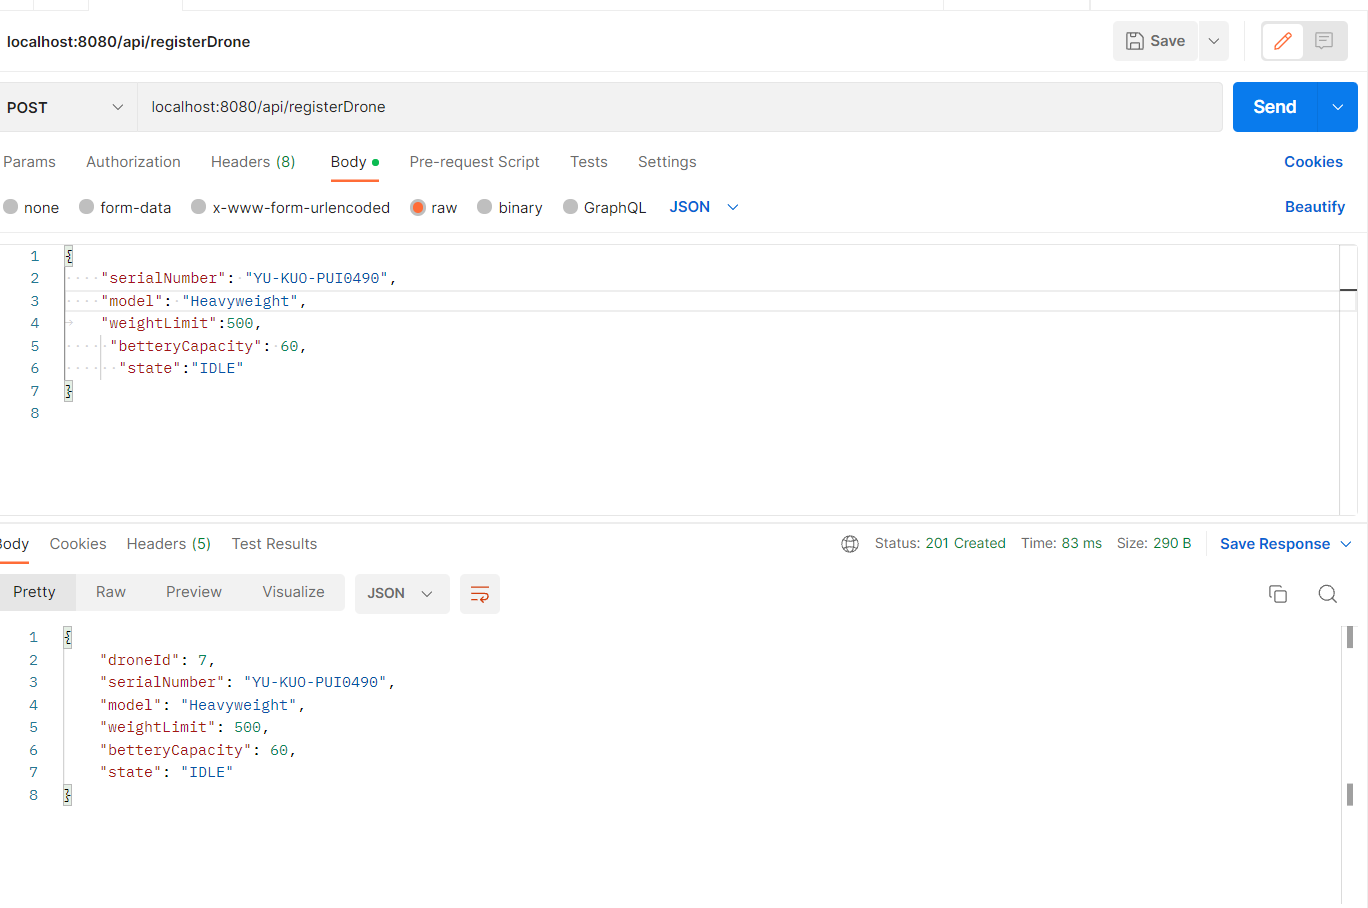 localhost:8080/api/registerDrone Save
POST localhost:8080/api/registerDrone Send
Params Authorization Headers (8) Body Pre-request Script Tests Settings Cookies
none form-data x-www-form-urlencoded raw binary GraphQL JSON Beautify
1 {
2 "serialNumber": "YU-KUO-PUI0490",
3 "model": "Heavyweight",
4 "weightLimit":500,
5 "betteryCapacity": 60,
6 "state":"IDLE"
7 }
8
Body Cookies Headers (5) Test Results Status: 201 Created Time: 83 ms Size: 290 B Save Response
Pretty Raw Preview Visualize JSON
1 {
2 "droneId": 7,
3 "serialNumber": "YU-KUO-PUI0490",
4 "model": "Heavyweight",
5 "weightLimit": 500,
6 "betteryCapacity": 60,
7 "state": "IDLE"
8 }